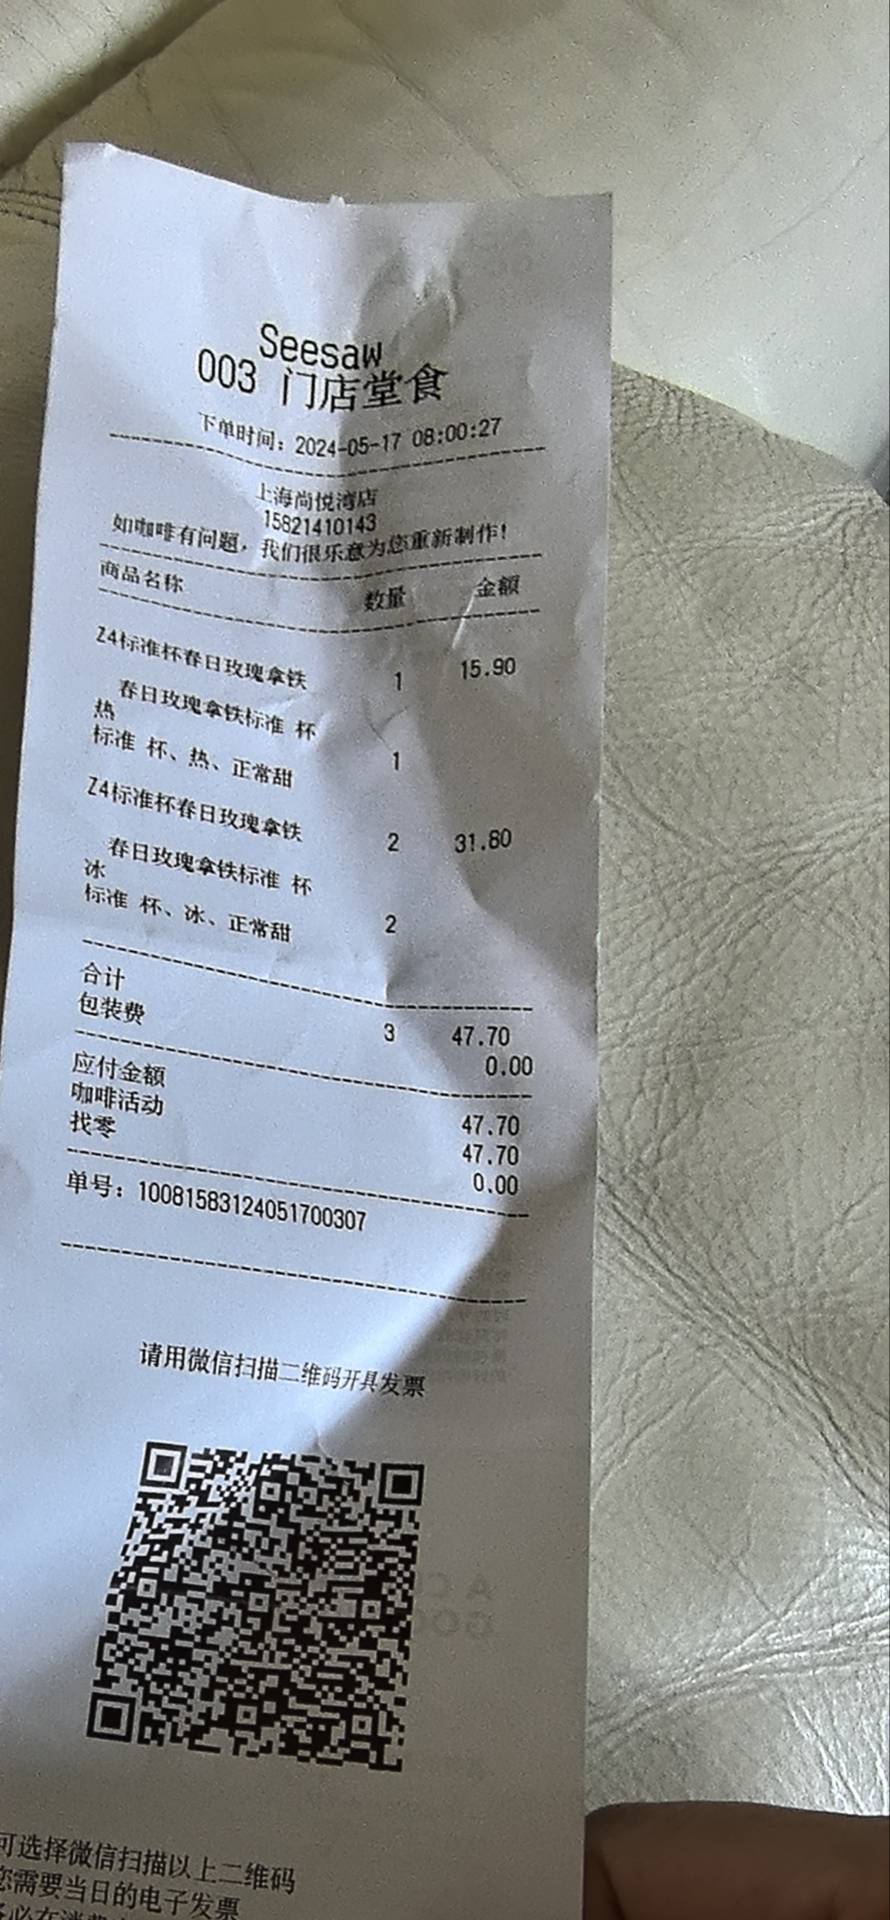 Seesaw
003 门店堂食
下单时间：2024-05-17 08:00:27
上海尚悦湾店
15821410143
如咖啡有问题，我们很乐意为您重新制作！
商品名称 数量 金额
Z4标准杯春日玫瑰拿铁 1 15.90
春日玫瑰拿铁标准 杯
热
标准 杯、热、正常甜 1
Z4标准杯春日玫瑰拿铁 2 31.80
春日玫瑰拿铁标准 杯
冰
标准 杯、冰、正常甜 2
合计 3 47.70
包装费 0.00
应付金额 47.70
咖啡活动 47.70
找零 0.00
单号：10081583124051700307
请用微信扫描二维码开具发票
可选择微信扫描以上二维码
您需要当日的电子发票
务必在消费